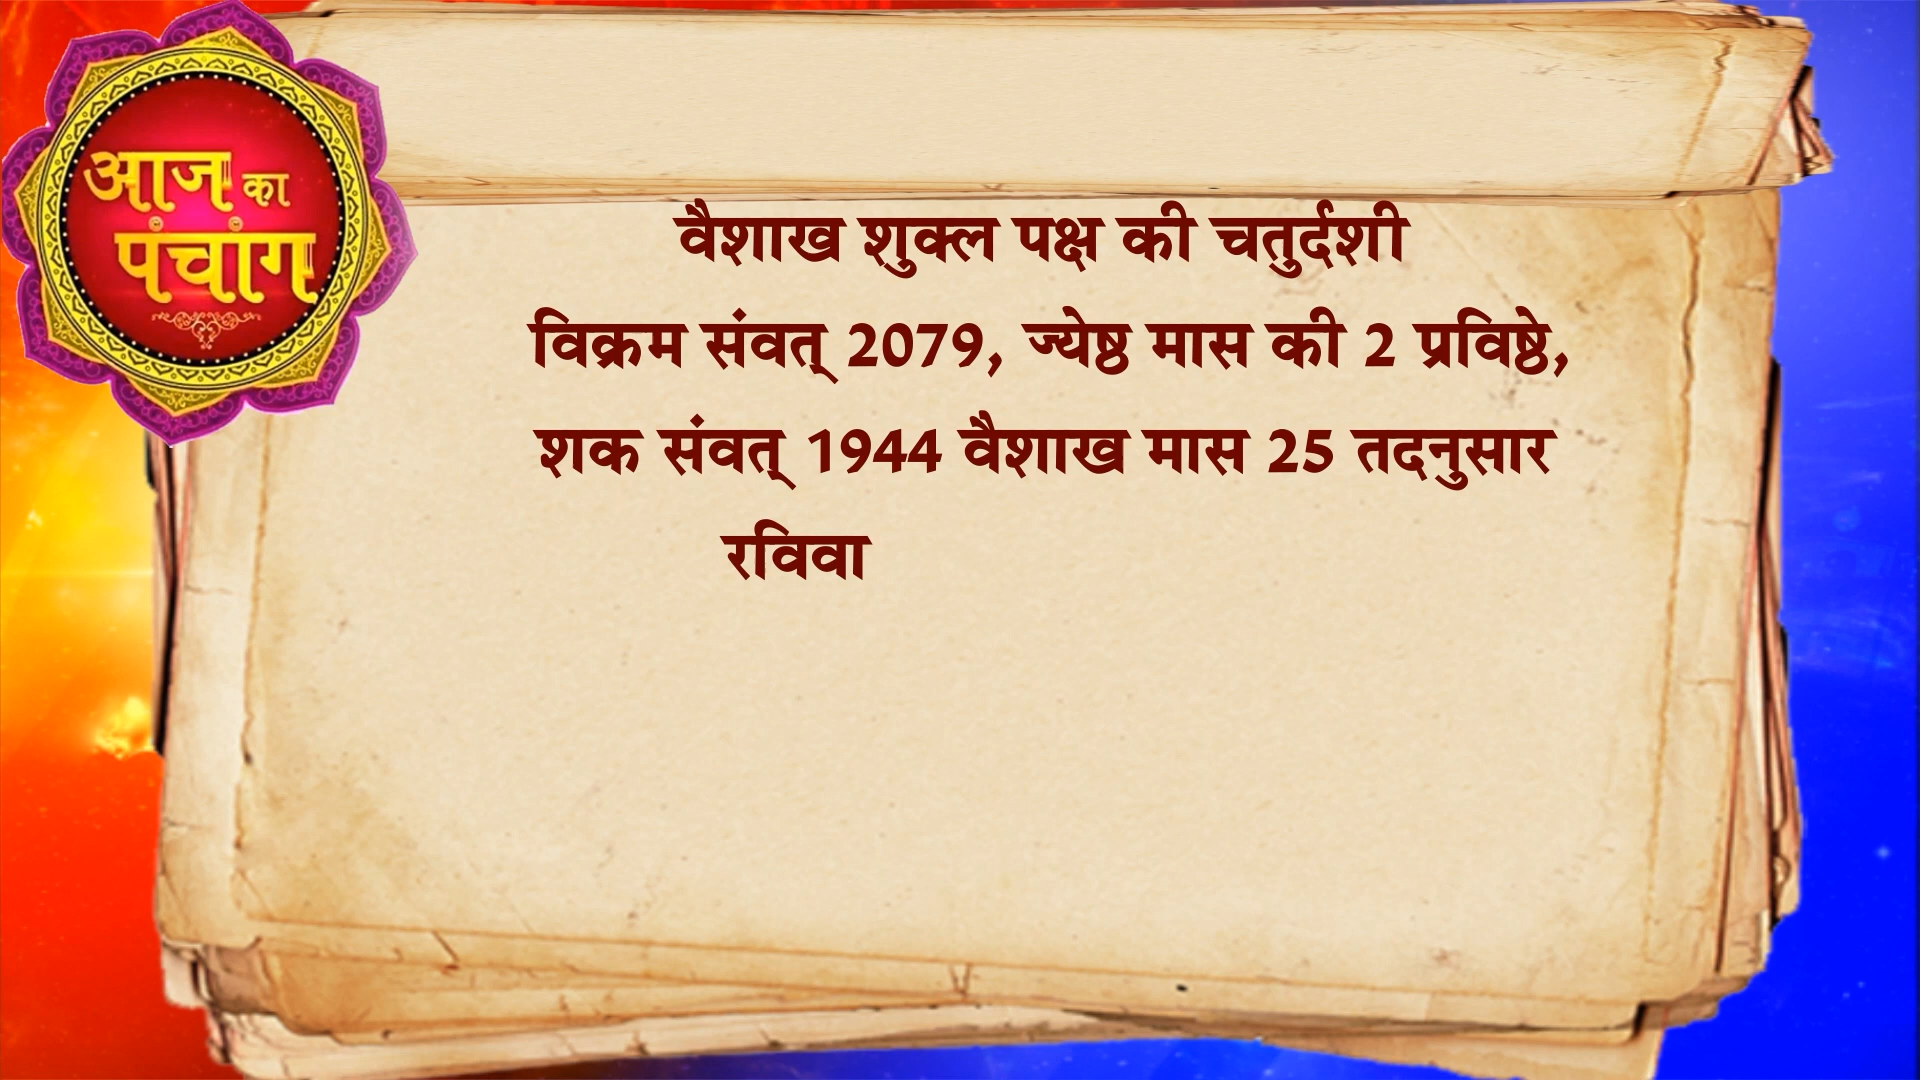 आज का
पंचांग
वैशाख शुक्ल पक्ष की चतुर्दशी
विक्रम संवत् 2079, ज्येष्ठ मास की 2 प्रविष्ठे,
शक संवत् 1944 वैशाख मास 25 तदनुसार
रविवा